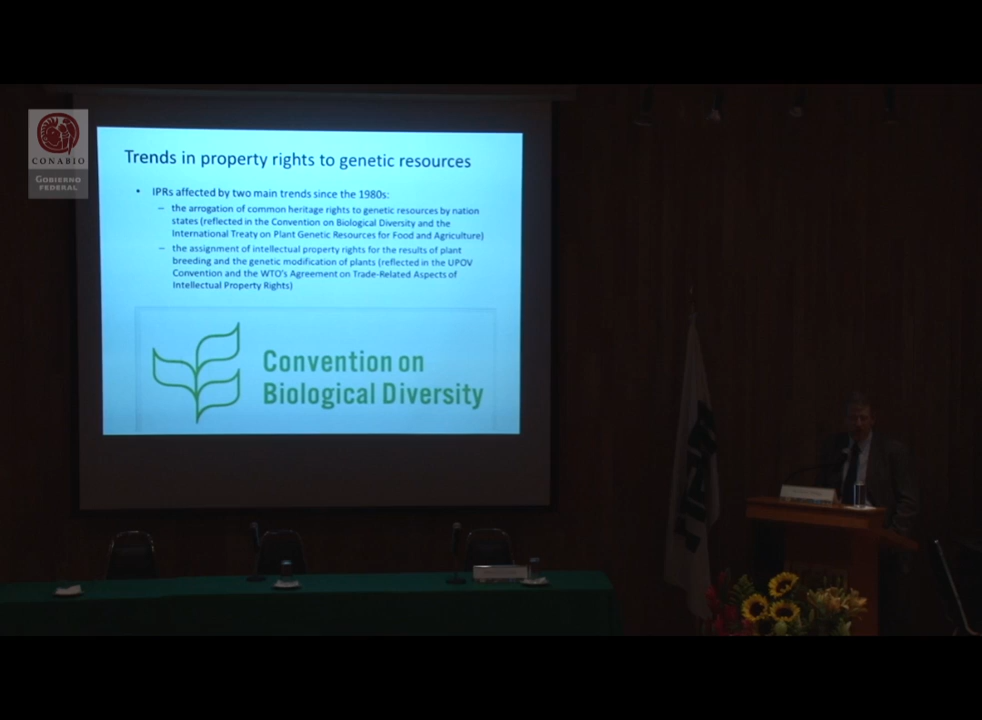 CONABIO
GOBIERNO
FEDERAL
Trends in property rights to genetic resources
• IPRs affected by two main trends since the 1980s:
– the arrogation of common heritage rights to genetic resources by nation
states (reflected in the Convention on Biological Diversity and the
International Treaty on Plant Genetic Resources for Food and Agriculture)
– the assignment of intellectual property rights for the results of plant
breeding and the genetic modification of plants (reflected in the UPOV
Convention and the WTO's Agreement on Trade-Related Aspects of
Intellectual Property Rights)
Convention on
Biological Diversity